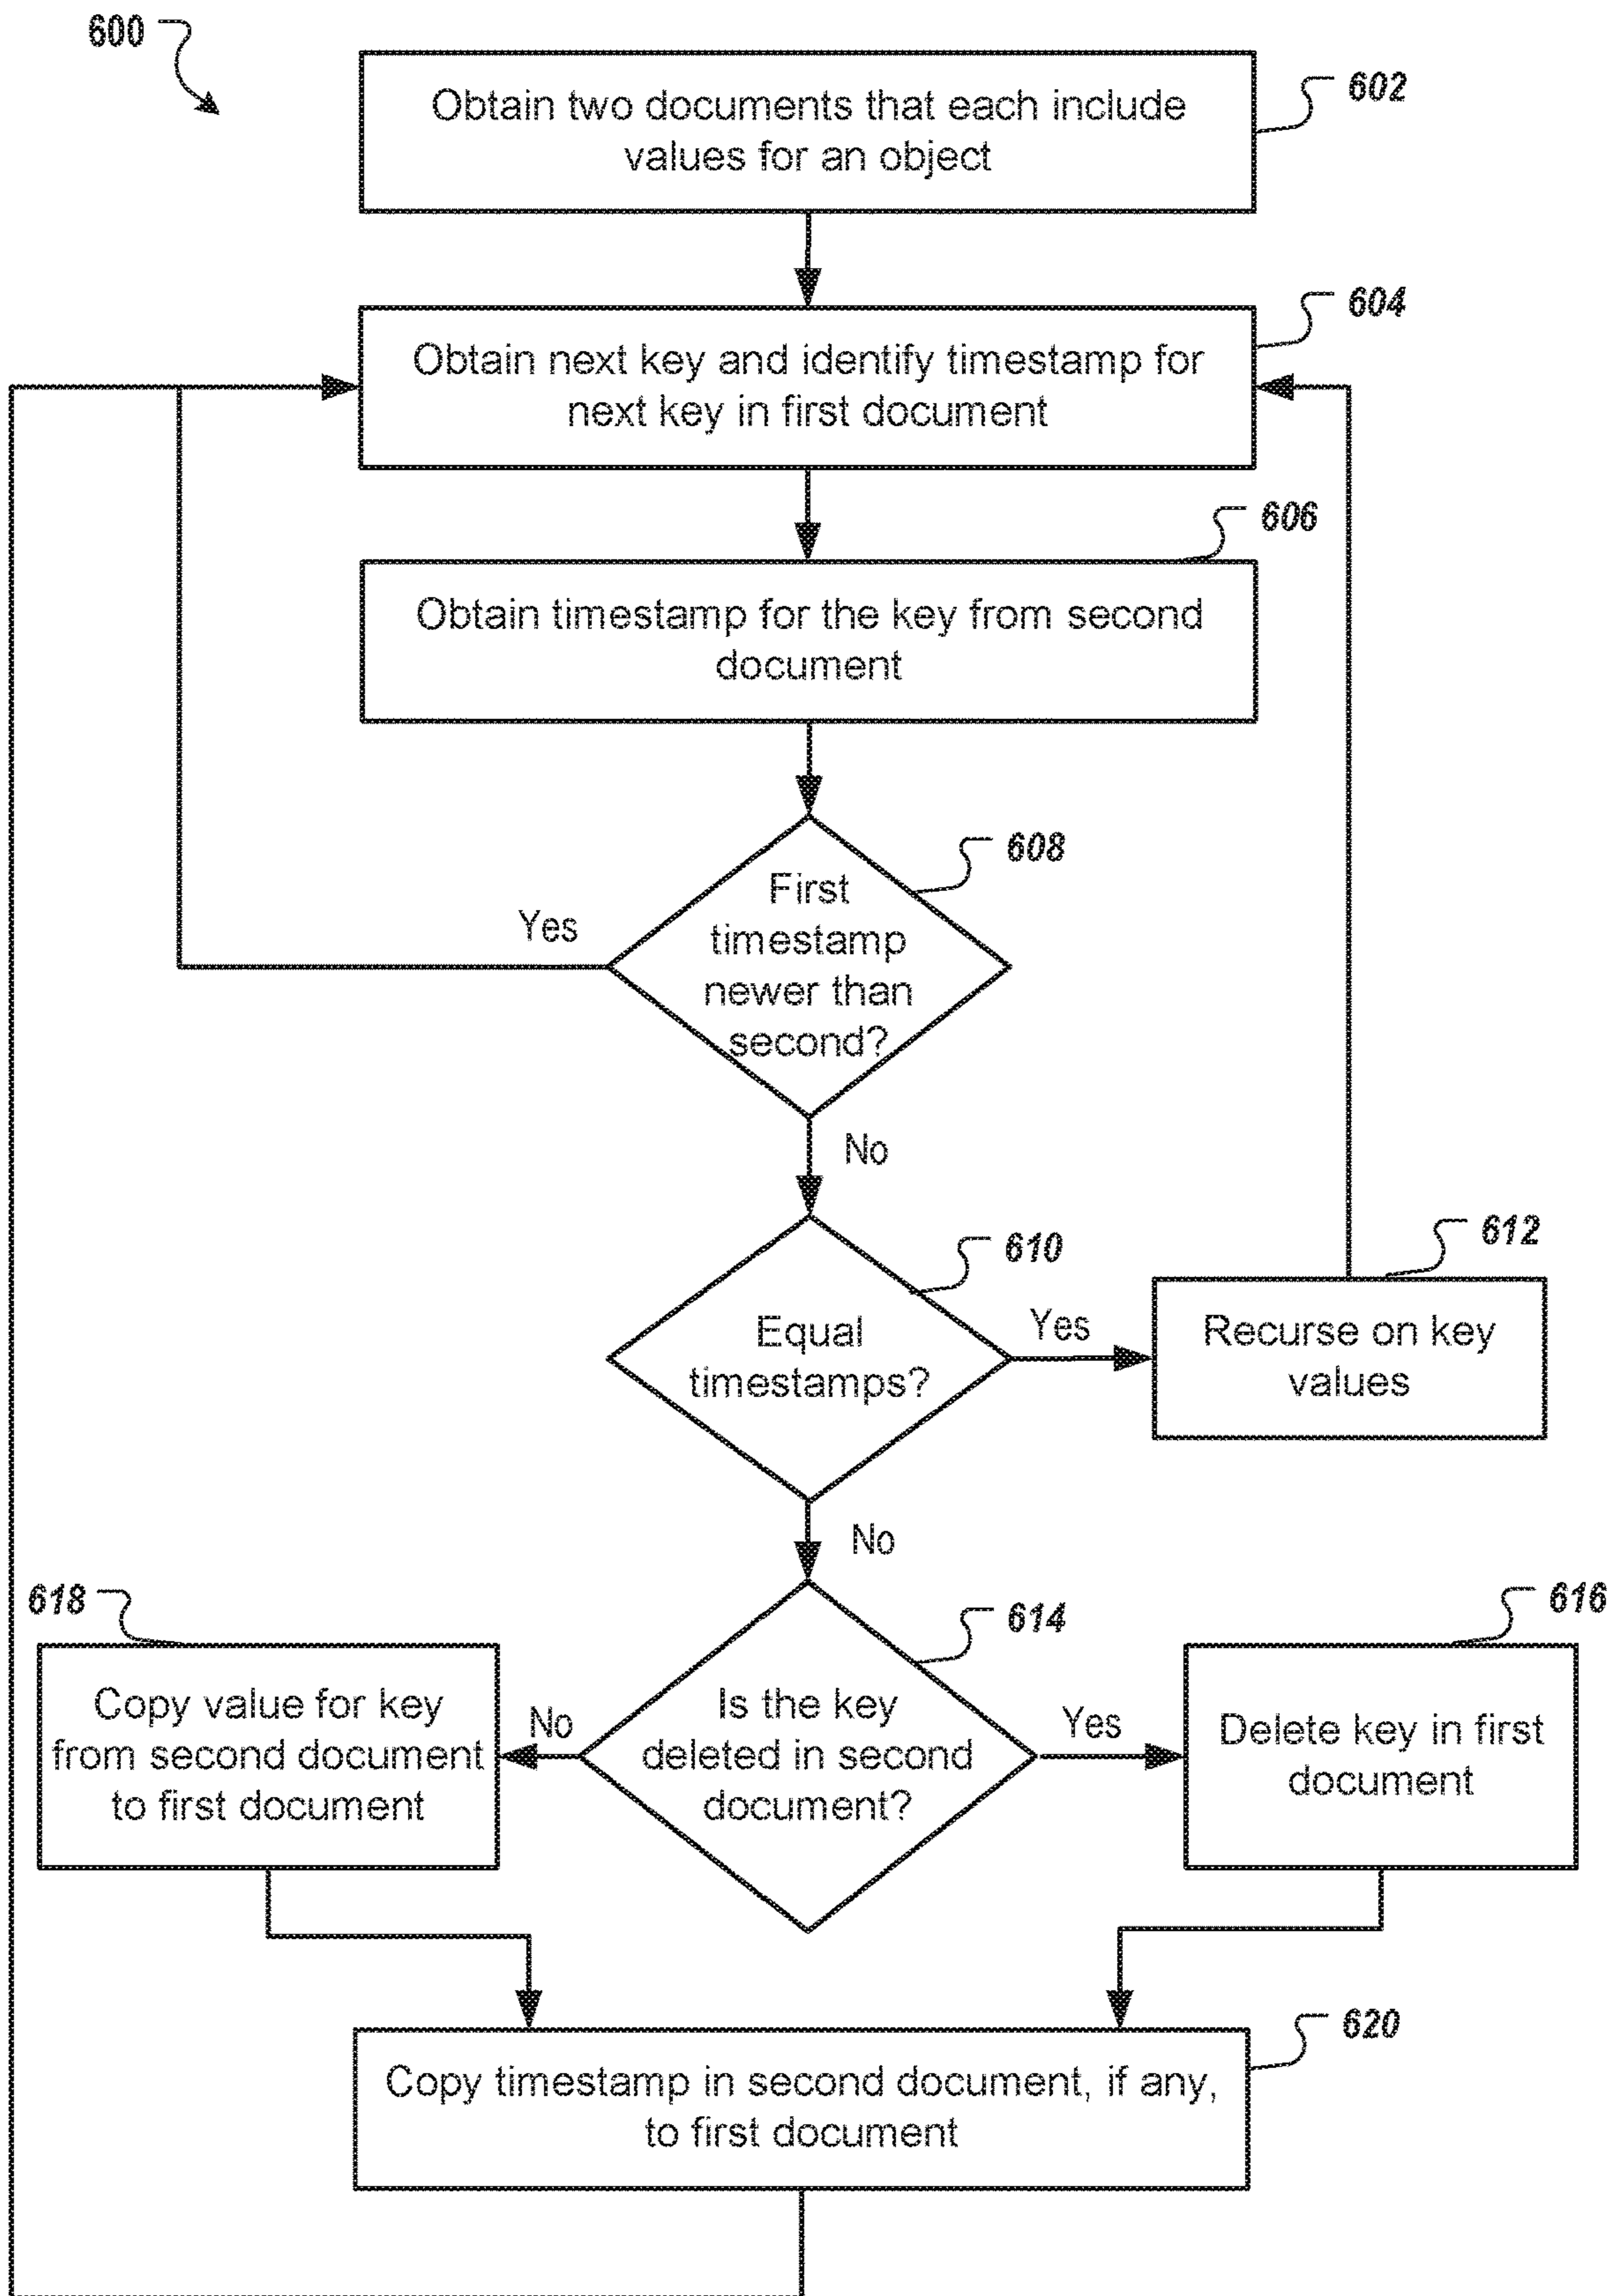 600
Obtain two documents that each include
values for an object
602
Obtain next key and identify timestamp for
next key in first document
604
Obtain timestamp for the key from second
document
606
First
timestamp
newer than
second?
608
Yes
No
Equal
timestamps?
610
Yes
Recurse on key
values
612
No
Is the key
deleted in second
document?
614
No
Yes
Copy value for key
from second document
to first document
618
Delete key in first
document
616
Copy timestamp in second document, if any,
to first document
620